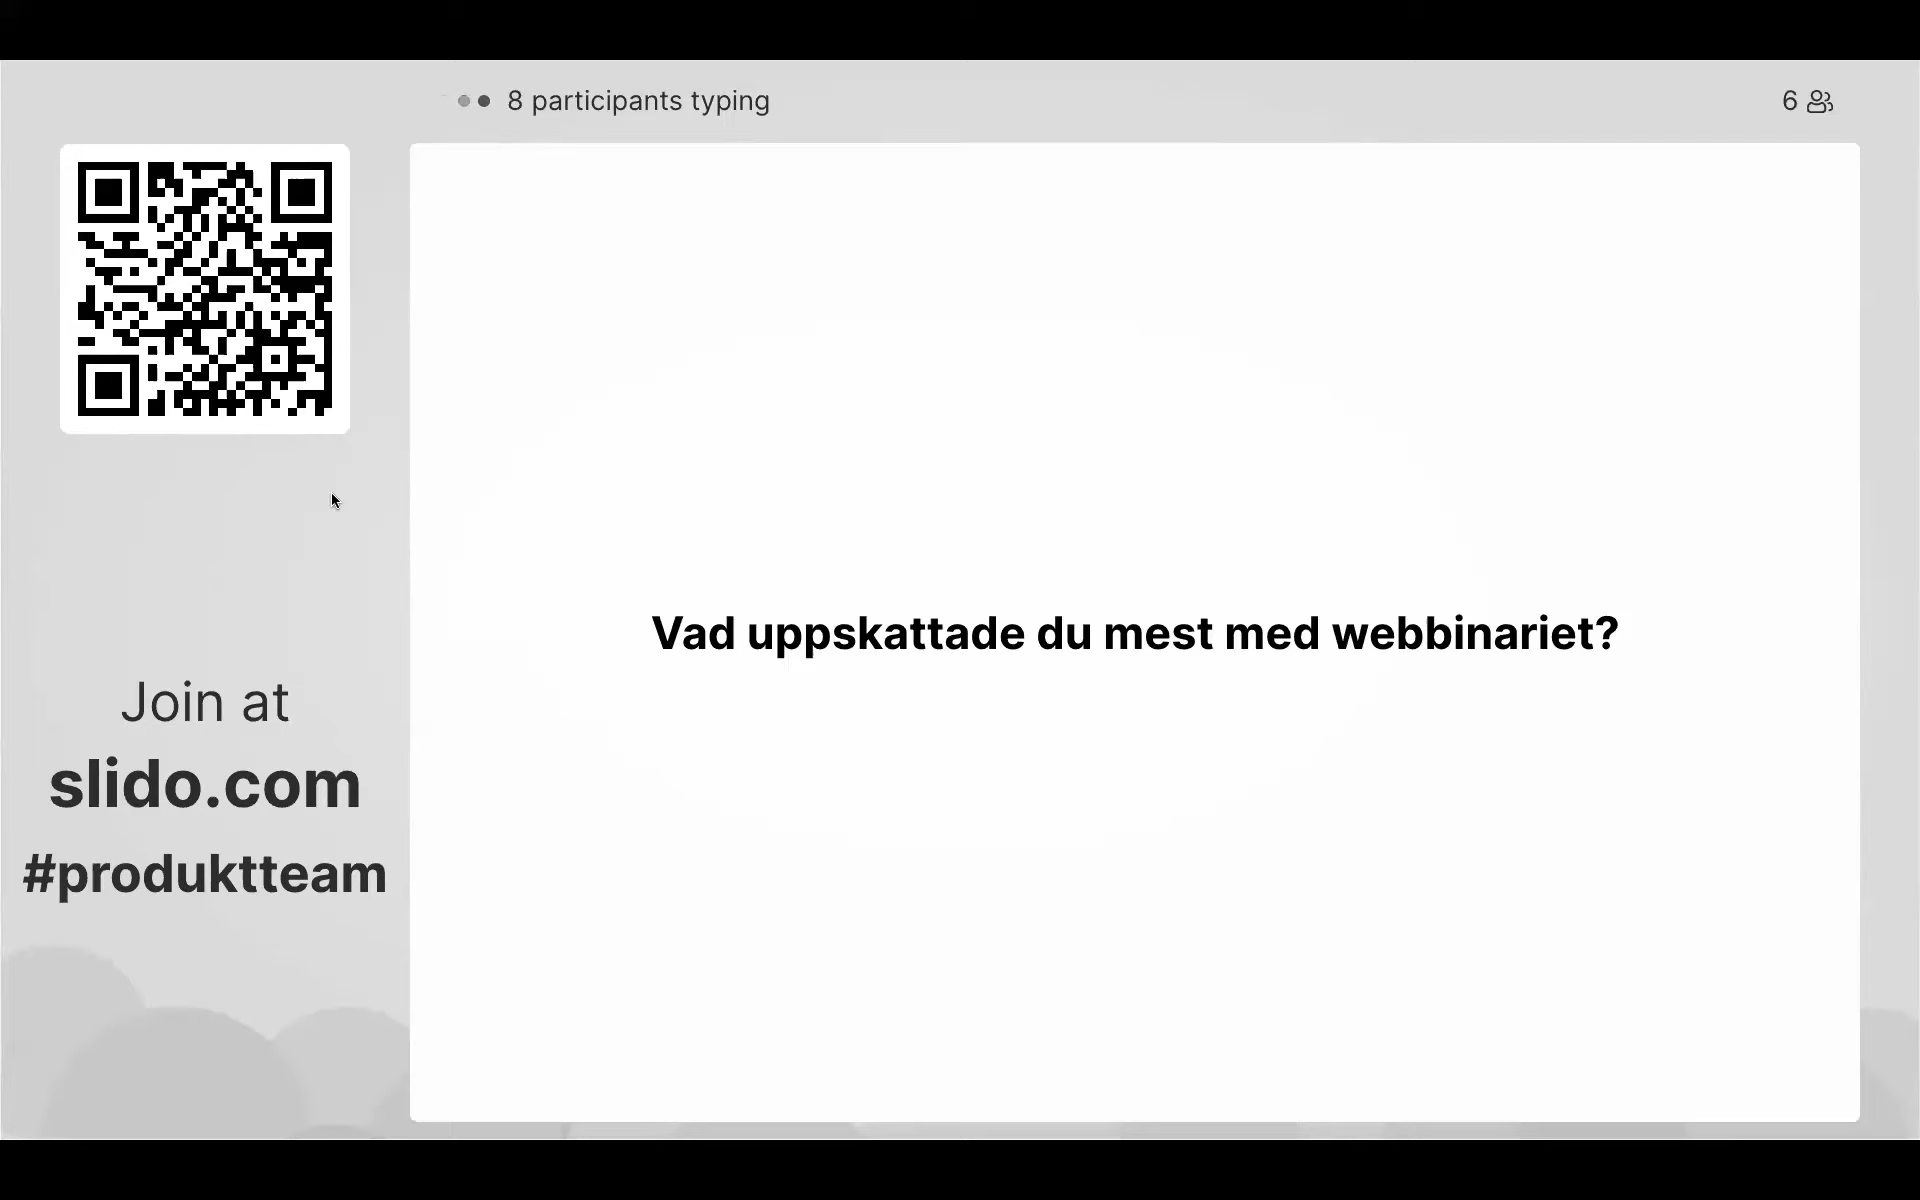 8 participants typing
6
Vad uppskattade du mest med webbinariet?
Join at
slido.com
#produktteam